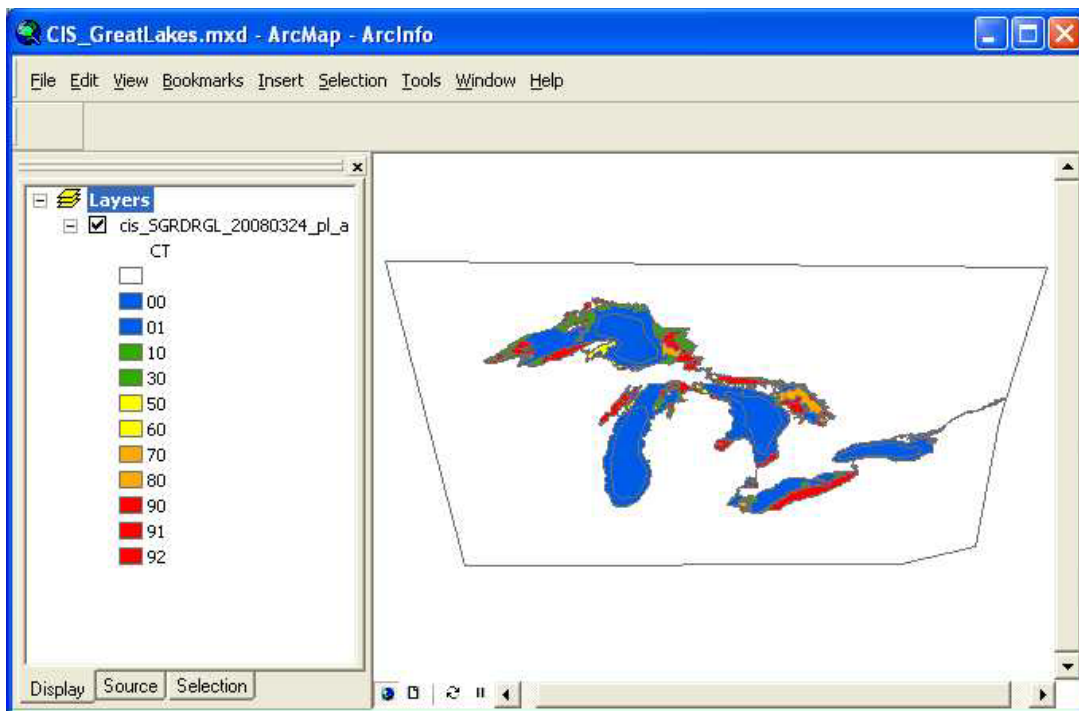 CIS_GreatLakes.mxd - ArcMap - ArcInfo
File Edit View Bookmarks Insert Selection Tools Window Help
Layers
cis_SGRDRGL_20080324_pl_a
CT
00
01
10
30
50
60
70
80
90
91
92
Display Source Selection